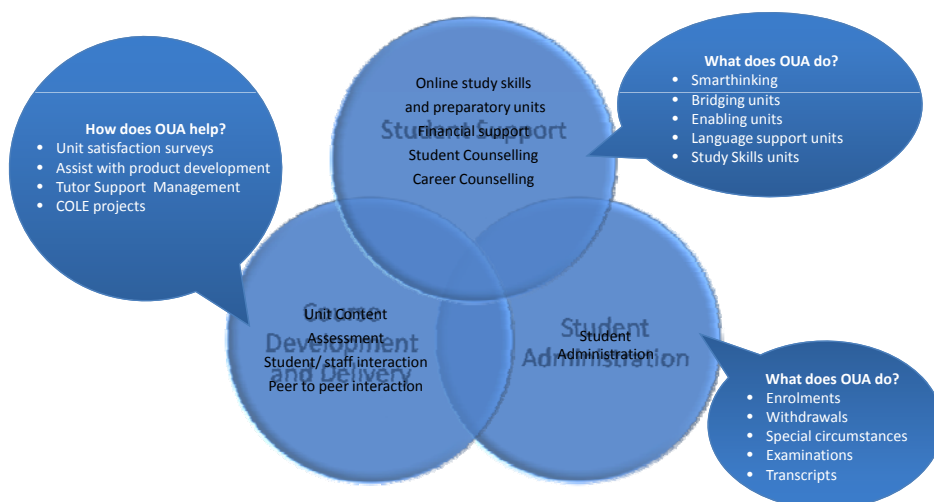 How does OUA help?
• Unit satisfaction surveys
• Assist with product development
• Tutor Support Management
• COLE projects
Online study skills
and preparatory units
Student Support
Financial support
Student Counselling
Career Counselling
What does OUA do?
• Smarthinking
• Bridging units
• Enabling units
• Language support units
• Study Skills units
Course
Development
and Delivery
Unit Content
Assessment
Student/ staff interaction
Peer to peer interaction
Student
Administration
Student
Administration
What does OUA do?
• Enrolments
• Withdrawals
• Special circumstances
• Examinations
• Transcripts